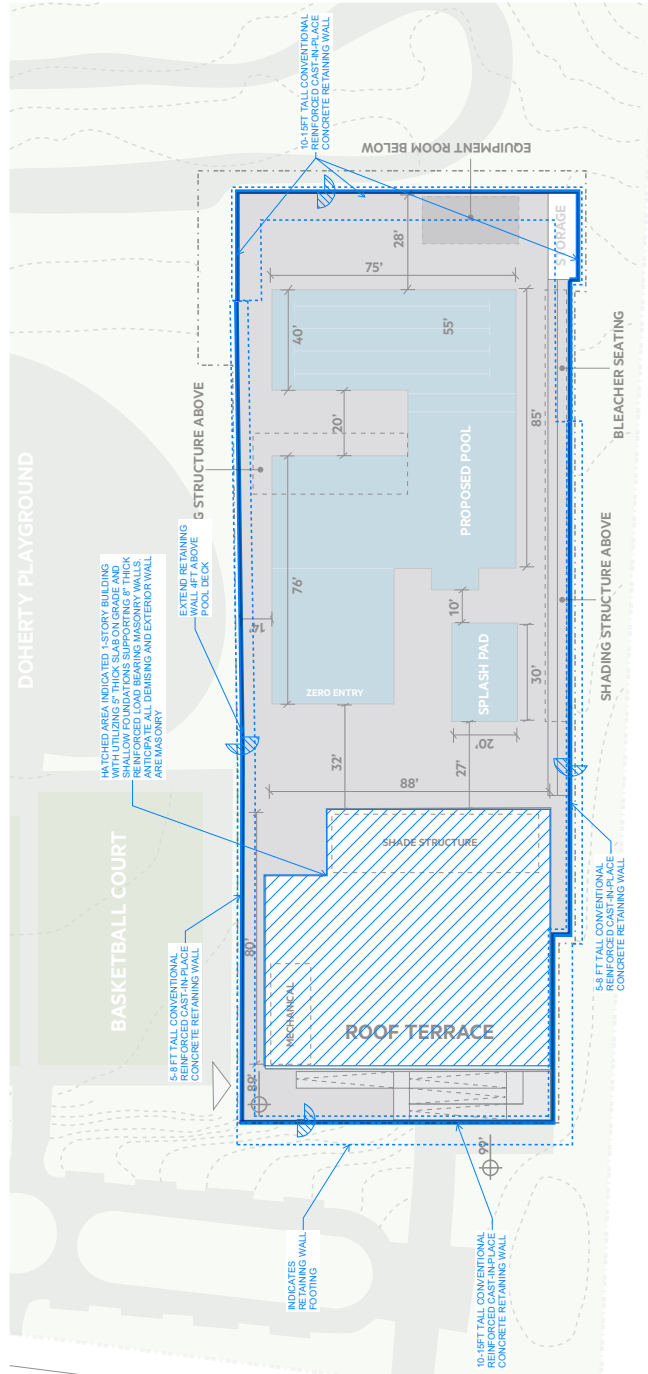 10-15FT TALL CONVENTIONAL
REINFORCED CAST-IN-PLACE
CONCRETE RETAINING WALL
EQUIPMENT ROOM BELOW
STORAGE
28'
75'
40'
55'
20'
85'
BLEACHER SEATING
G STRUCTURE ABOVE
DOHERTY PLAYGROUND
PROPOSED POOL
EXTEND RETAINING
WALL 4FT ABOVE
POOL DECK
HATCHED AREA INDICATED 1-STORY BUILDING
WITH UTILIZING 5" THICK SLAB ON GRADE AND
SHALLOW FOUNDATIONS SUPPORTING 8" THICK
REINFORCED LOAD BEARING MASONRY WALLS.
ANTICIPATE ALL DEMISING AND EXTERIOR WALL
ARE MASONRY
76'
10'
14'
ZERO ENTRY
SPLASH PAD
30'
20'
SHADING STRUCTURE ABOVE
32'
27'
88'
SHADE STRUCTURE
BASKETBALL COURT
80'
5-8 FT TALL CONVENTIONAL
REINFORCED CAST-IN-PLACE
CONCRETE RETAINING WALL
5-8 FT TALL CONVENTIONAL
REINFORCED CAST-IN-PLACE
CONCRETE RETAINING WALL
MECHANICAL
ROOF TERRACE
99'
INDICATES
RETAINING WALL
FOOTING
10-15FT TALL CONVENTIONAL
REINFORCED CAST-IN-PLACE
CONCRETE RETAINING WALL